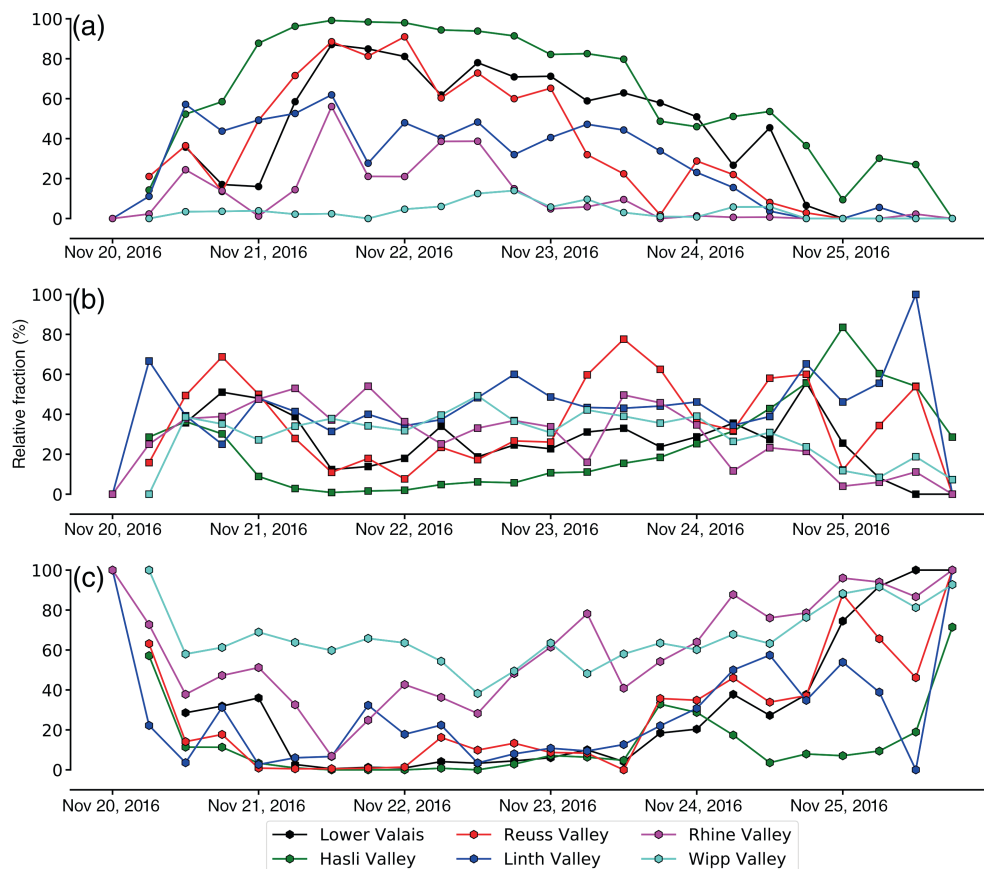 (a)
100
80
60
40
20
0
Nov 20, 2016 Nov 21, 2016 Nov 22, 2016 Nov 23, 2016 Nov 24, 2016 Nov 25, 2016
(b)
Relative fraction (%)
100
80
60
40
20
0
Nov 20, 2016 Nov 21, 2016 Nov 22, 2016 Nov 23, 2016 Nov 24, 2016 Nov 25, 2016
(c)
100
80
60
40
20
0
Nov 20, 2016 Nov 21, 2016 Nov 22, 2016 Nov 23, 2016 Nov 24, 2016 Nov 25, 2016
Lower Valais Reuss Valley Rhine Valley
Hasli Valley Linth Valley Wipp Valley